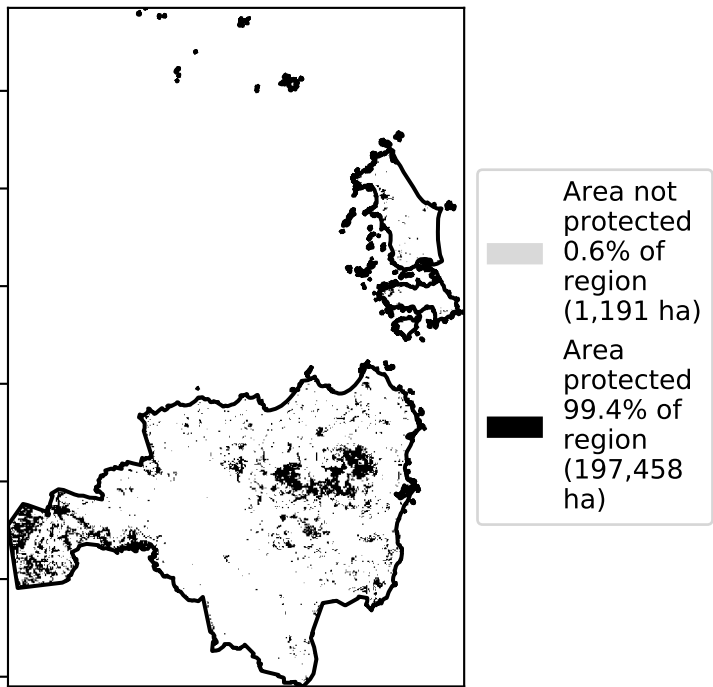 Area not
protected
0.6% of
region
(1,191 ha)
Area
protected
99.4% of
region
(197,458
ha)